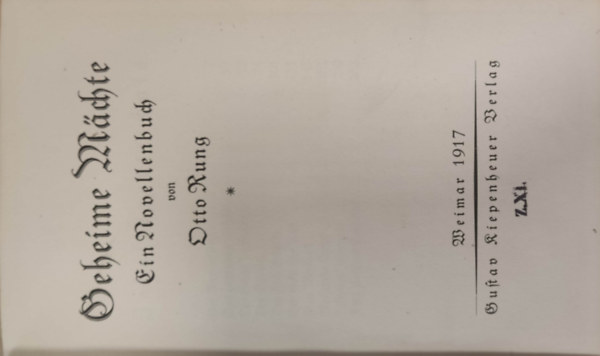 Geheime Mächte
Ein Novellenbuch
von
Otto Rung
*
Weimar 1917
Guſtav Kiepenheuer Verlag
Z.XI.